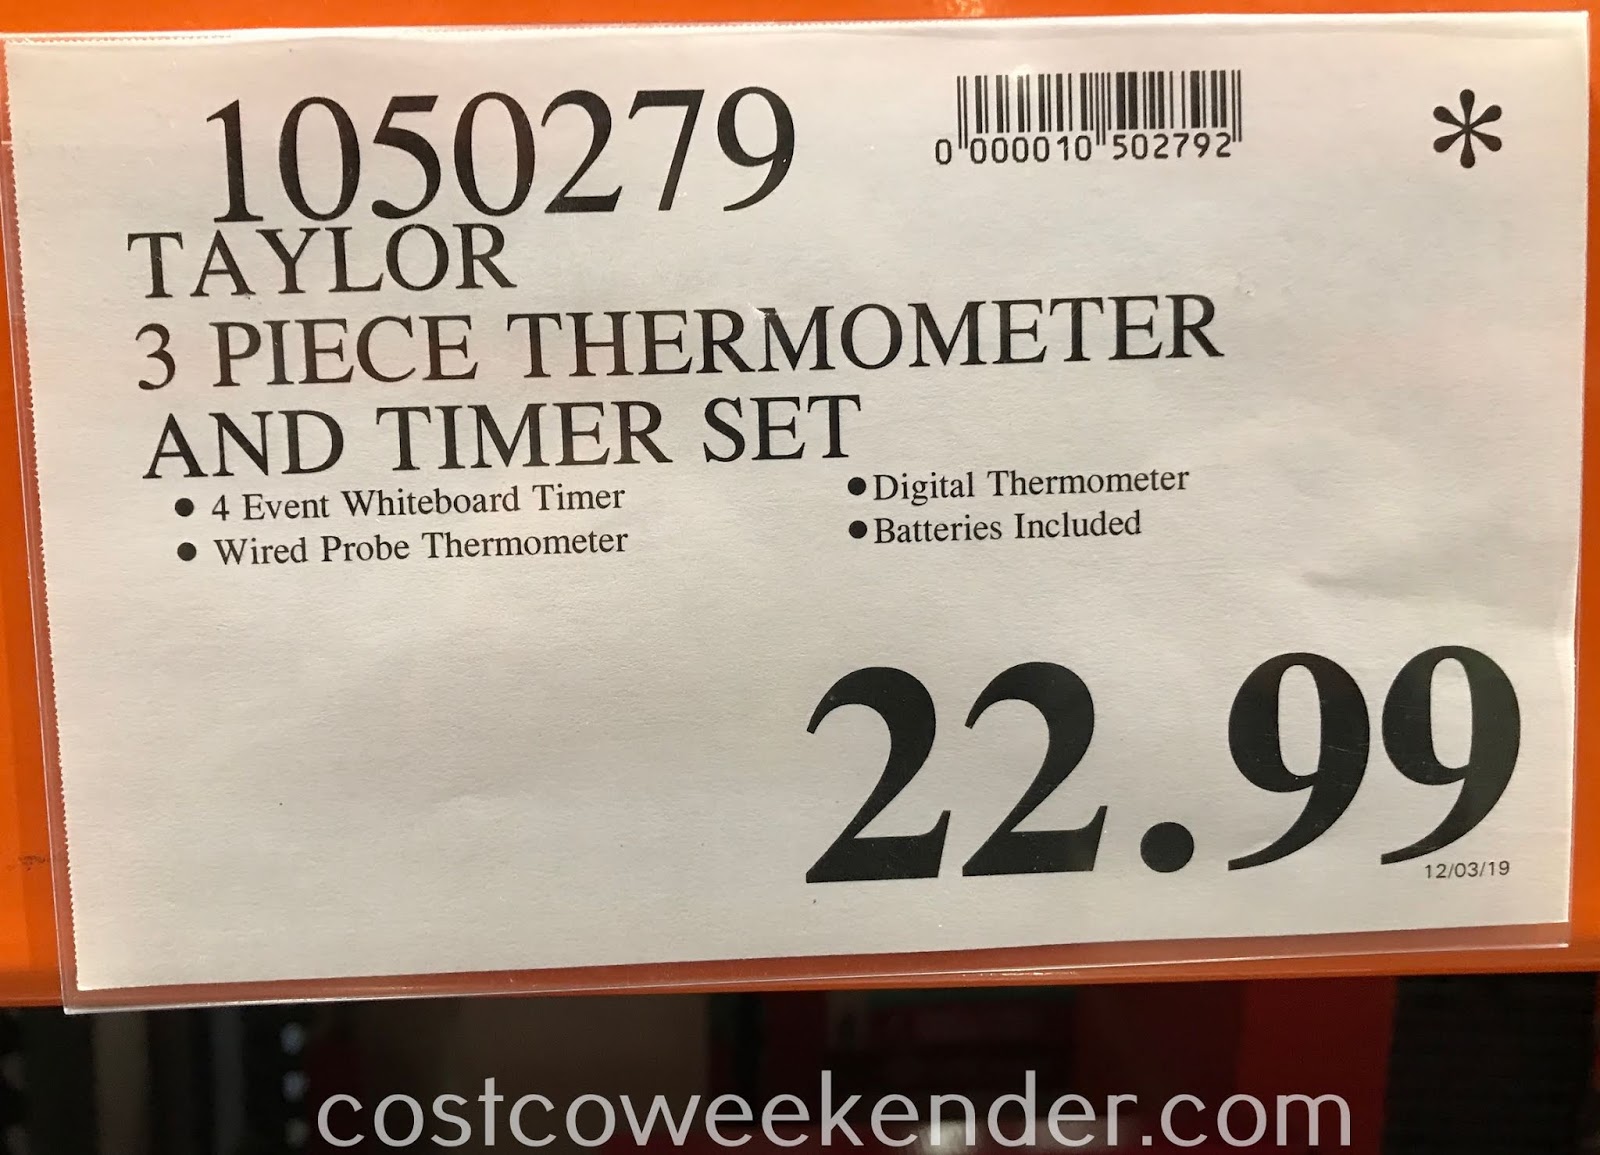 1050279
0 000010 502792
*
TAYLOR
3 PIECE THERMOMETER
AND TIMER SET
● 4 Event Whiteboard Timer
● Wired Probe Thermometer
● Digital Thermometer
● Batteries Included
22.99
12/03/19
costcoweekender.com